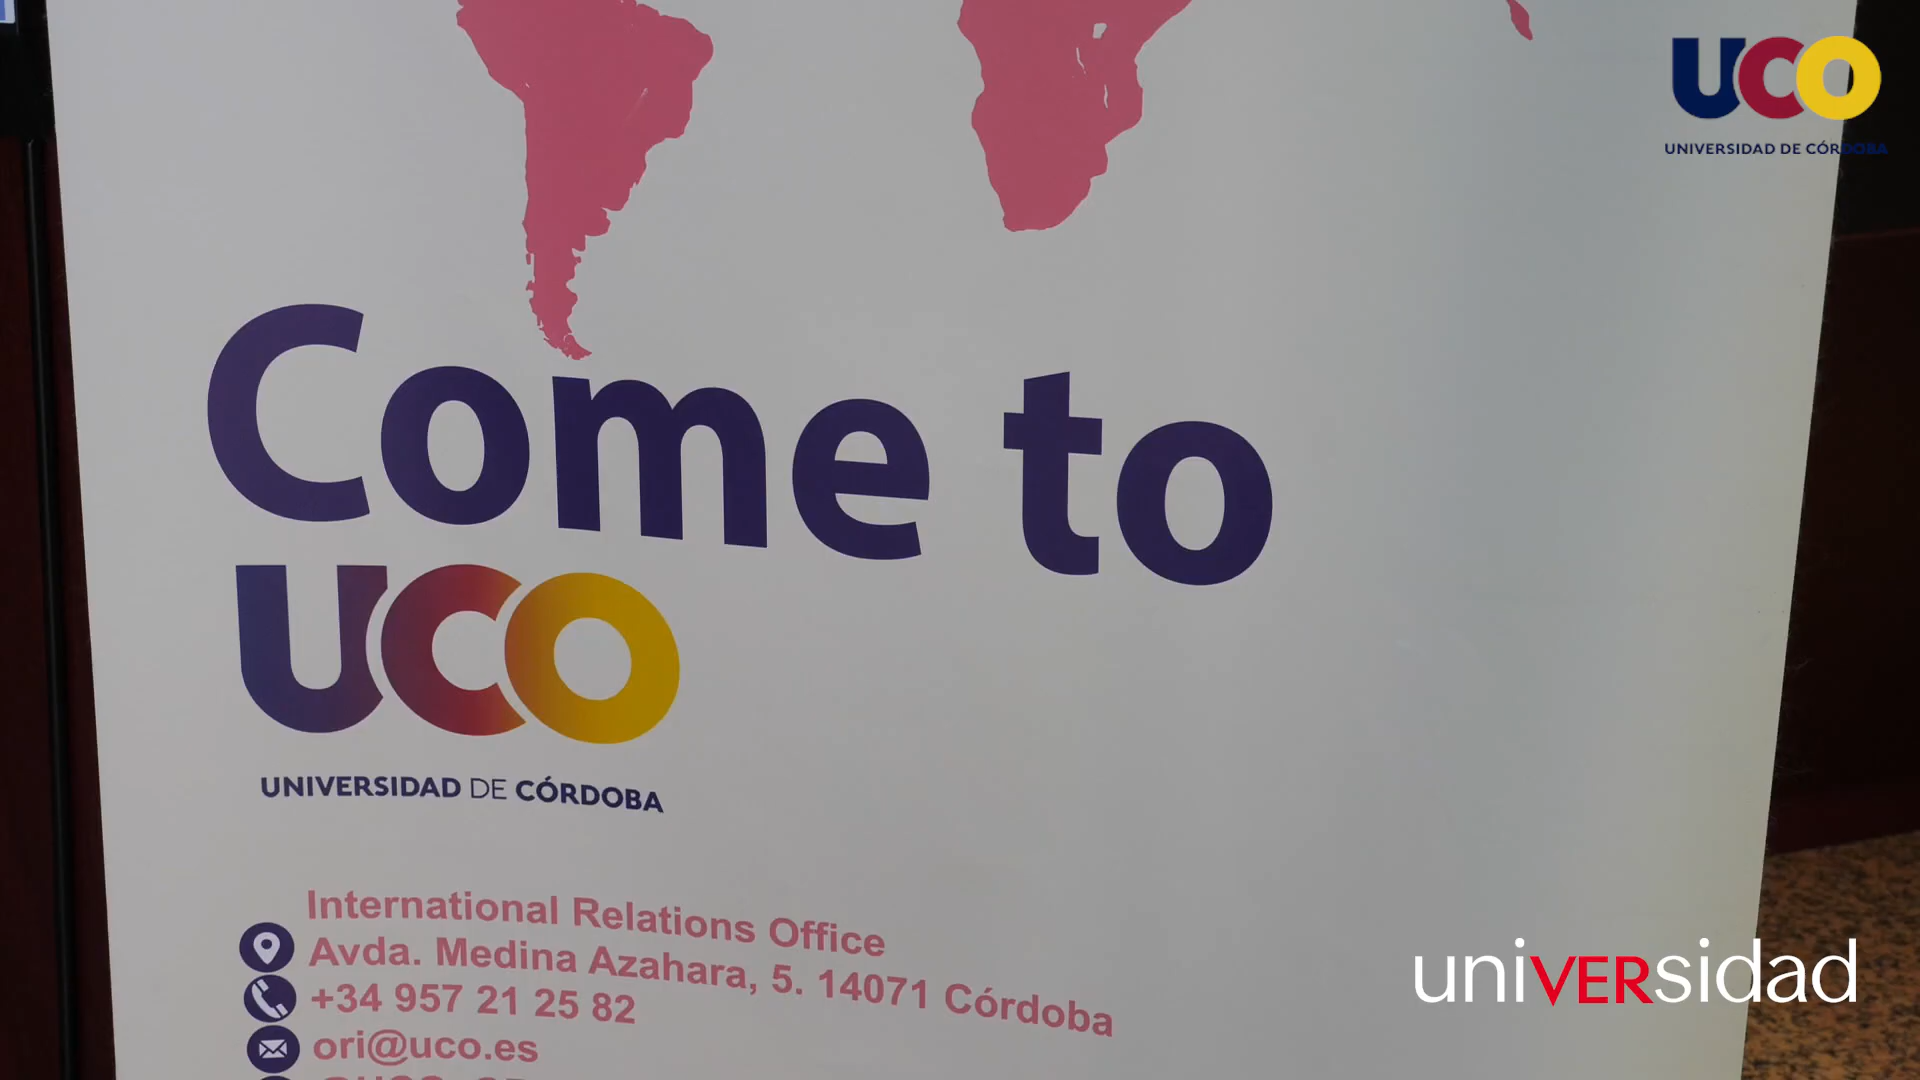 UCO
UNIVERSIDAD DE CÓRDOBA
Come to
UCO
UNIVERSIDAD DE CÓRDOBA
International Relations Office
Avda. Medina Azahara, 5. 14071 Córdoba
+34 957 21 25 82
ori@uco.es
uniVERsidad